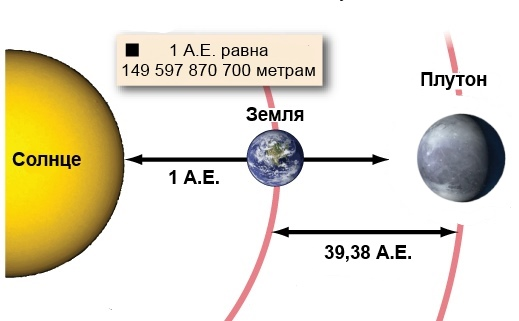 ■ 1 А.Е. равна
149 597 870 700 метрам
Плутон
Земля
Солнце
1 А.Е.
39,38 А.Е.